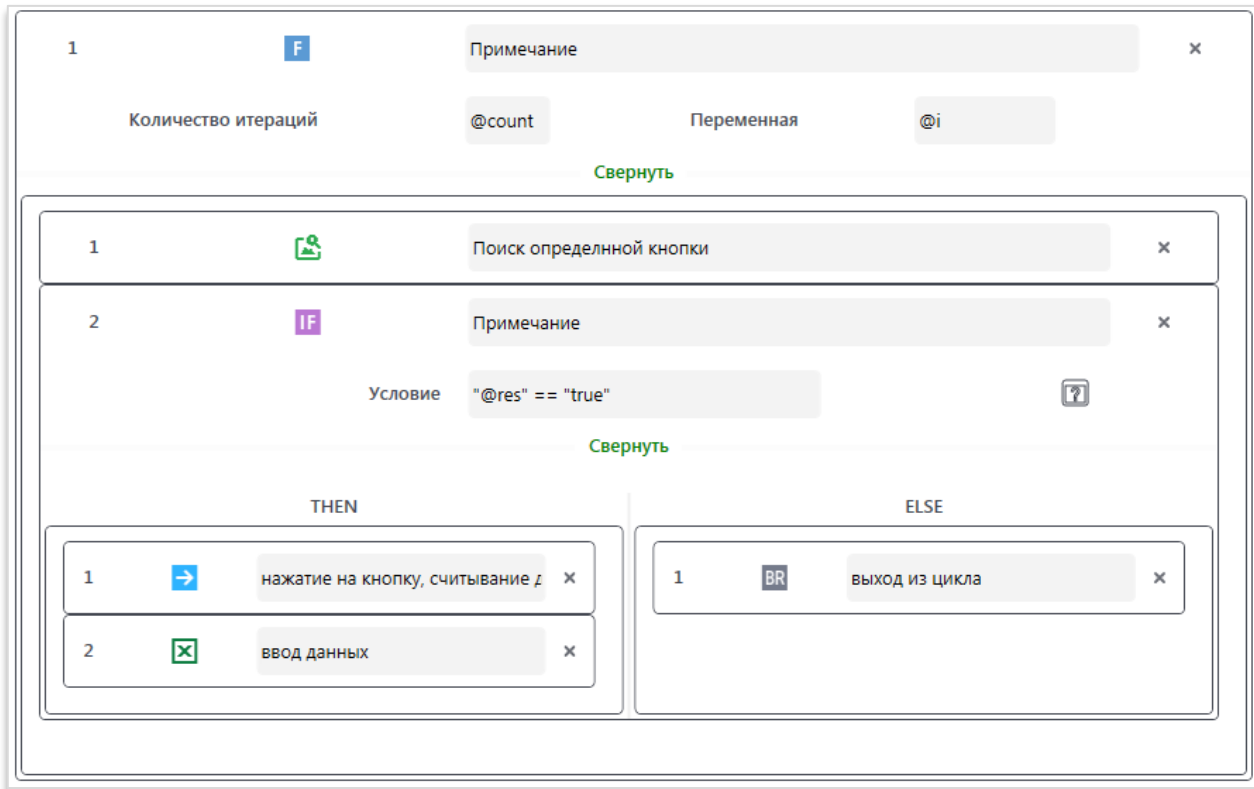 1 F Примечание ×
Количество итераций @count Переменная @i
Свернуть
1 Поиск определнной кнопки ×
2 IF Примечание ×
Условие "@res" == "true" ?
Свернуть
THEN ELSE
1 нажатие на кнопку, считывание × 1 BR выход из цикла ×
2 ввод данных ×